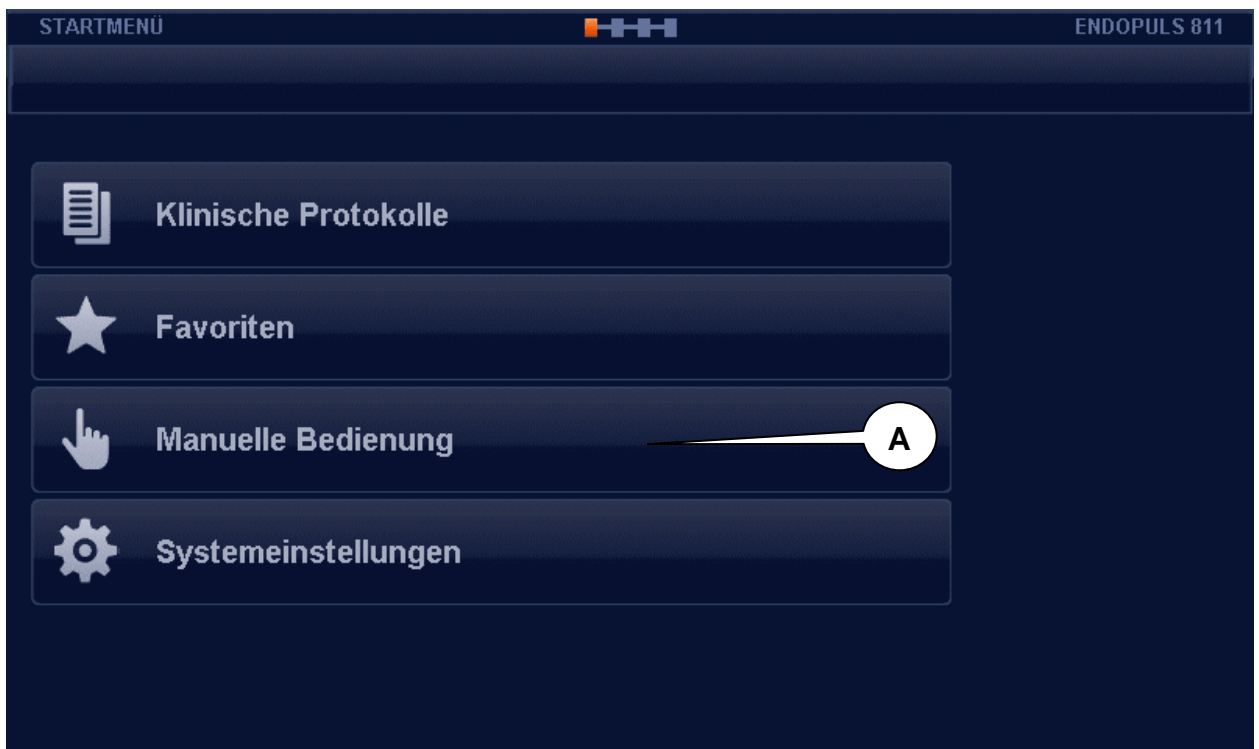 STARTMENÜ ENDOPULS 811
Klinische Protokolle
Favoriten
Manuelle Bedienung A
Systemeinstellungen